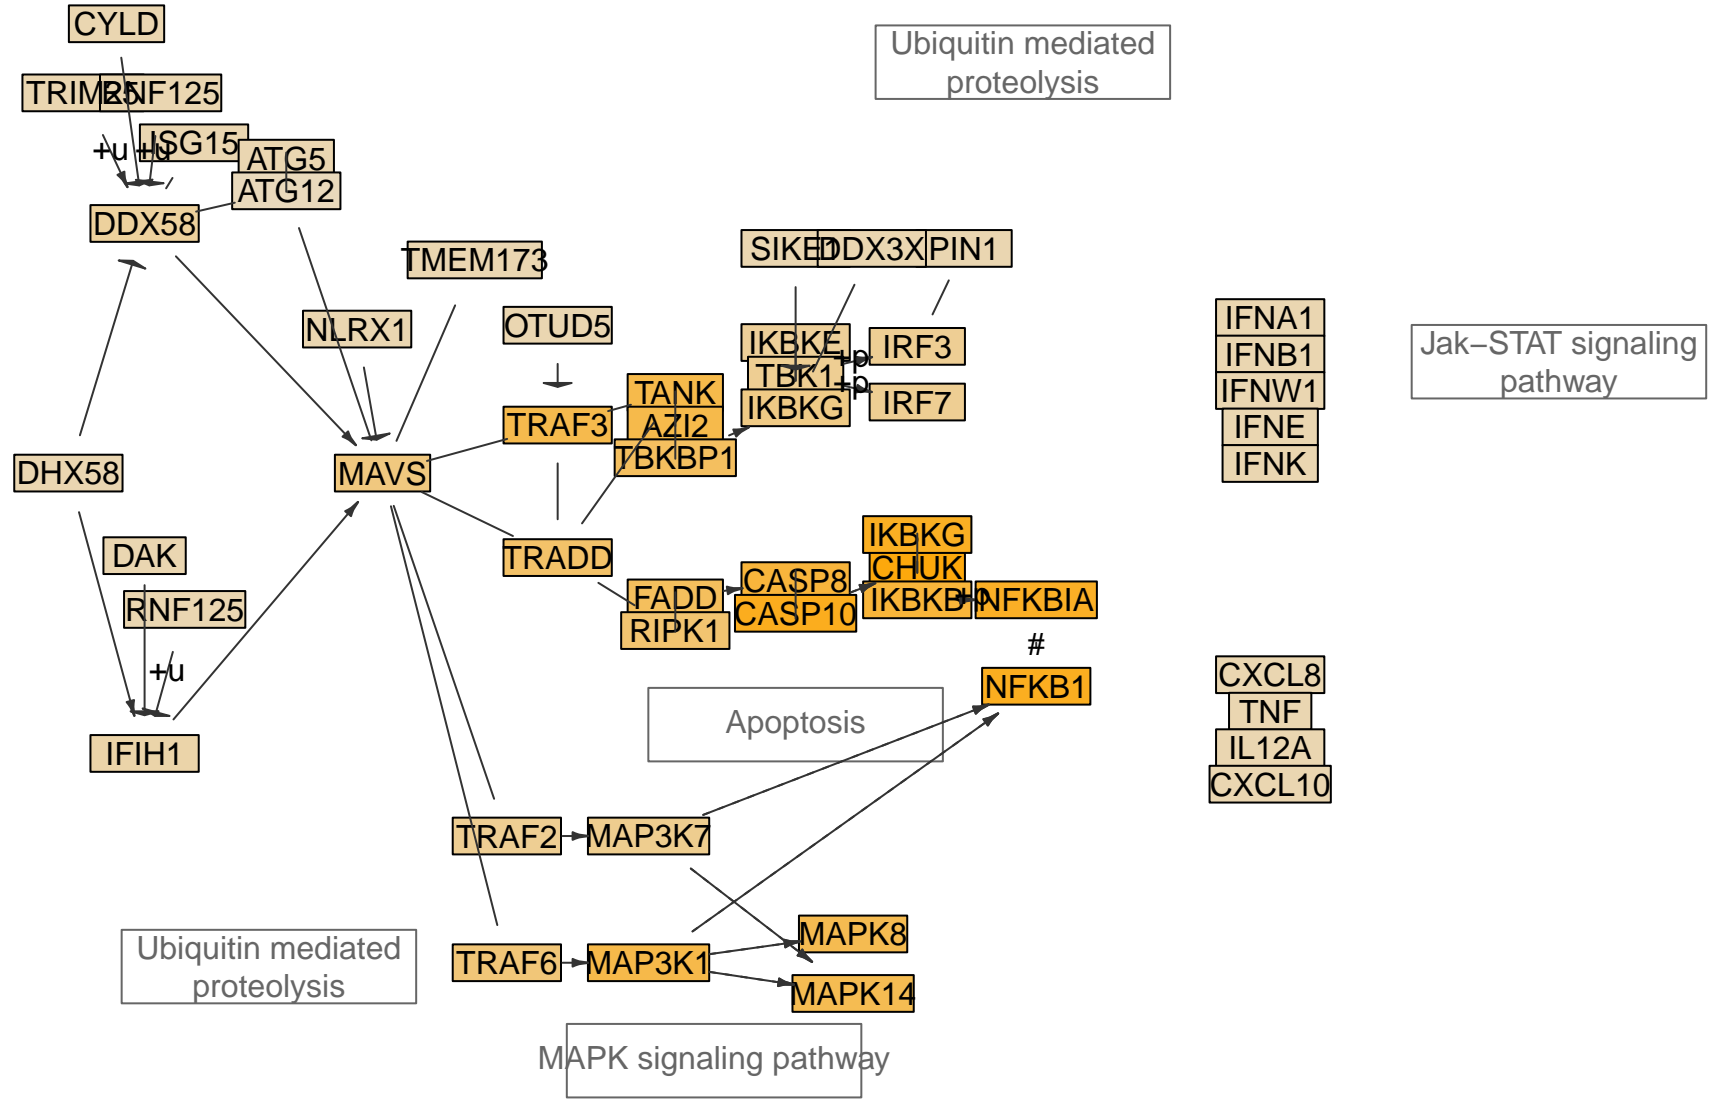 CYLD
Ubiquitin mediated
proteolysis
TRIM25
RNF125
ISG15
+u
+u
ATG5
ATG12
DDX58
TMEM173
SIKE1
DDX3X
PIN1
NLRX1
OTUD5
IKBKE
TBK1
IKBKG
+p
+p
IRF3
IRF7
IFNA1
IFNB1
IFNW1
IFNE
IFNK
Jak−STAT signaling
pathway
TANK
AZI2
TBKBP1
TRAF3
DHX58
MAVS
DAK
RNF125
+u
TRADD
FADD
RIPK1
CASP8
CASP10
IKBKG
CHUK
IKBKB
+p
NFKBIA
#
NFKB1
CXCL8
TNF
IL12A
CXCL10
Apoptosis
IFIH1
TRAF2
MAP3K7
Ubiquitin mediated
proteolysis
TRAF6
MAP3K1
MAPK8
MAPK14
MAPK signaling pathway